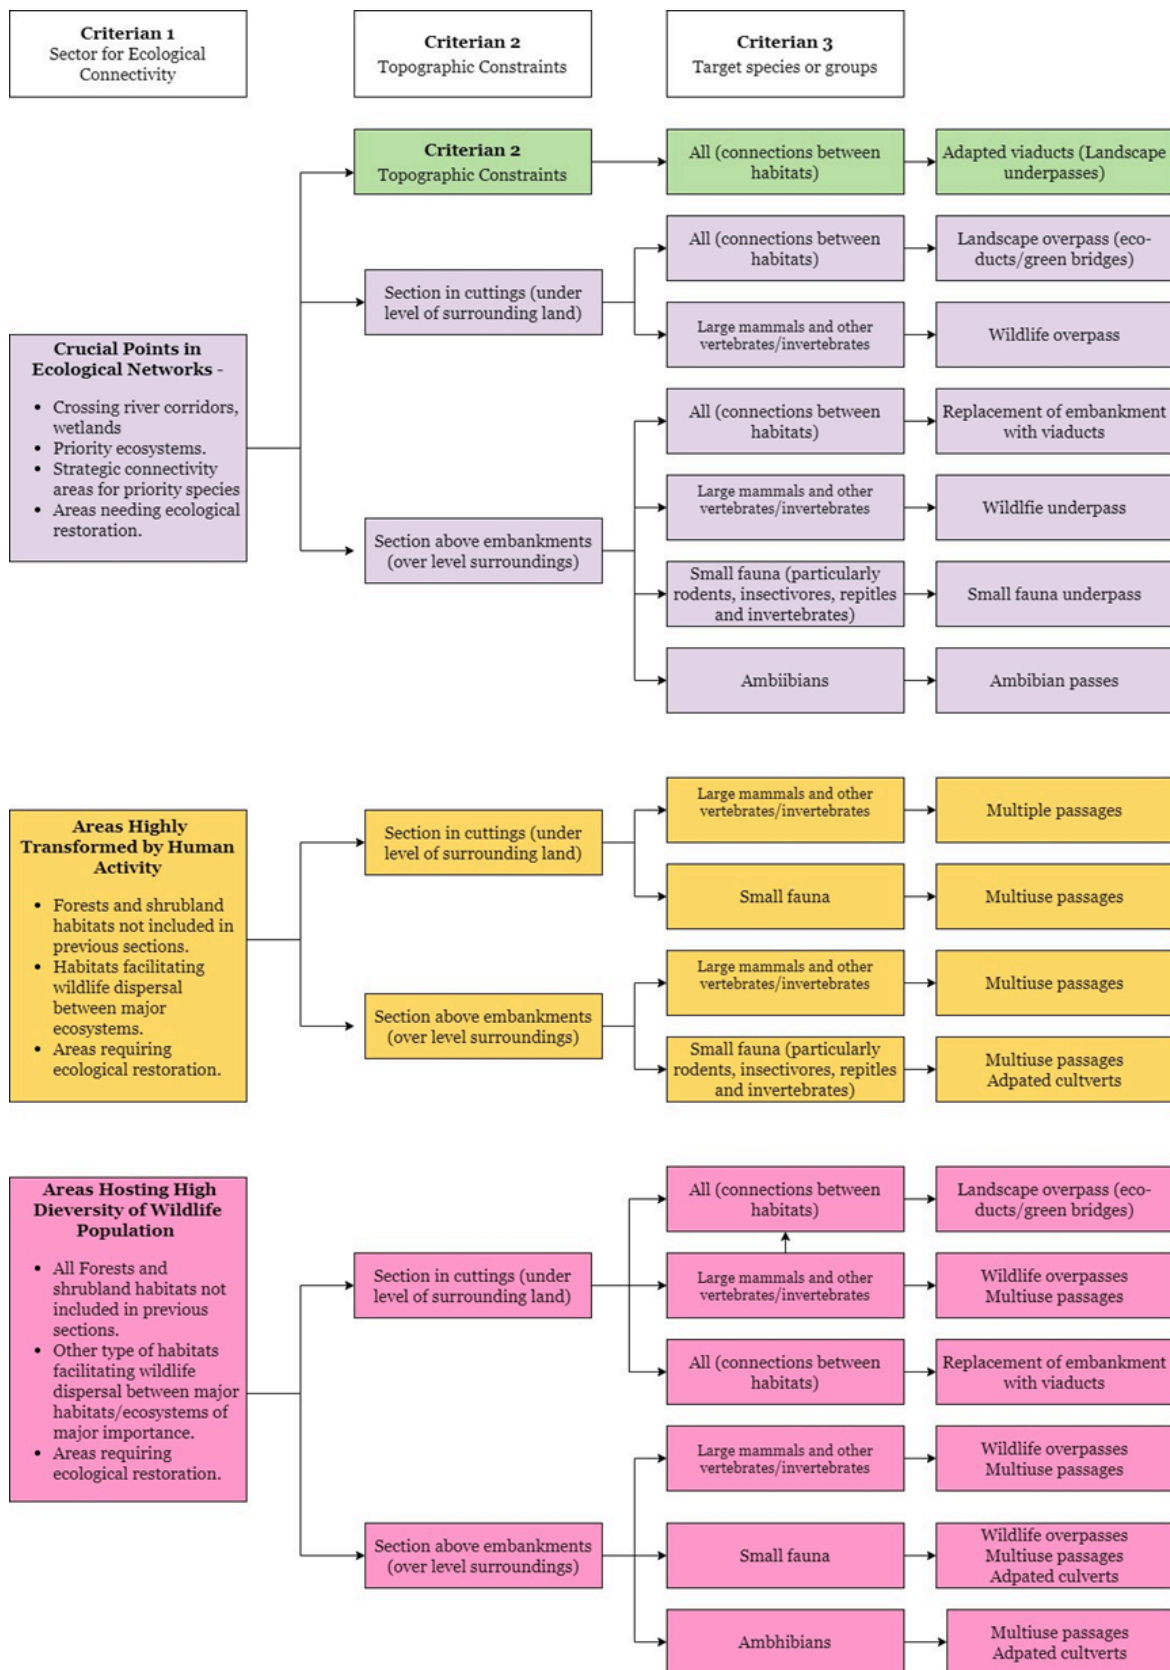 Criterian 1
Sector for Ecological
Connectivity
Criterian 2
Topographic Constraints
Criterian 3
Target species or groups
Criterian 2
Topographic Constraints
All (connections between
habitats)
Adapted viaducts (Landscape
underpasses)
All (connections between
habitats)
Landscape overpass (eco-
ducts/green bridges)
Section in cuttings (under
level of surrounding land)
Large mammals and other
vertebrates/invertebrates
Wildlife overpass
Crucial Points in
Ecological Networks -
• Crossing river corridors,
wetlands
• Priority ecosystems.
• Strategic connectivity
areas for priority species
• Areas needing ecological
restoration.
All (connections between
habitats)
Replacement of embankment
with viaducts
Large mammals and other
vertebrates/invertebrates
Wildlfie underpass
Section above embankments
(over level surroundings)
Small fauna (particularly
rodents, insectivores, repitles
and invertebrates)
Small fauna underpass
Ambiibians
Ambibian passes
Areas Highly
Transformed by Human
Activity
• Forests and shrubland
habitats not included in
previous sections.
• Habitats facilitating
wildlife dispersal
between major
ecosystems.
• Areas requiring
ecological restoration.
Section in cuttings (under
level of surrounding land)
Large mammals and other
vertebrates/invertebrates
Multiple passages
Small fauna
Multiuse passages
Section above embankments
(over level surroundings)
Large mammals and other
vertebrates/invertebrates
Multiuse passages
Small fauna (particularly
rodents, insectivores, repitles
and invertebrates)
Multiuse passages
Adpated cultverts
Areas Hosting High
Dieversity of Wildlife
Population
• All Forests and
shrubland habitats not
included in previous
sections.
• Other type of habitats
facilitating wildlife
dispersal between major
habitats/ecosystems of
major importance.
• Areas requiring
ecological restoration.
Section in cuttings (under
level of surrounding land)
All (connections between
habitats)
Landscape overpass (eco-
ducts/green bridges)
Large mammals and other
vertebrates/invertebrates
Wildlife overpasses
Multiuse passages
All (connections between
habitats)
Replacement of embankment
with viaducts
Section above embankments
(over level surroundings)
Large mammals and other
vertebrates/invertebrates
Wildlife overpasses
Multiuse passages
Small fauna
Wildlife overpasses
Multiuse passages
Adpated culverts
Ambhibians
Multiuse passages
Adpated cultverts